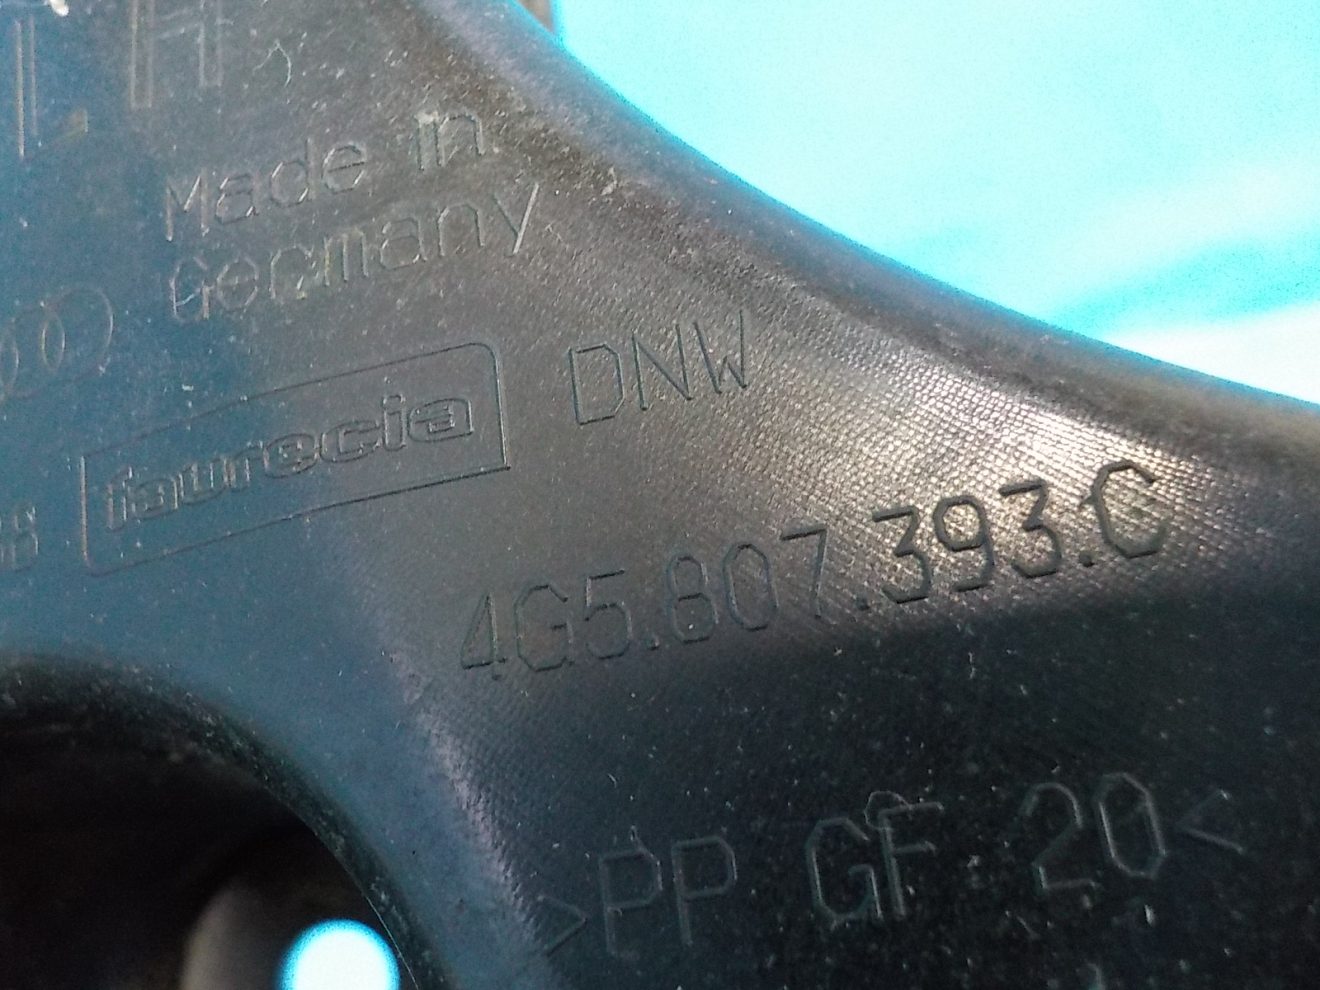 L H
Made in
Germany
faurecia DNW
4G5.807.393.C
>PP GF 20<